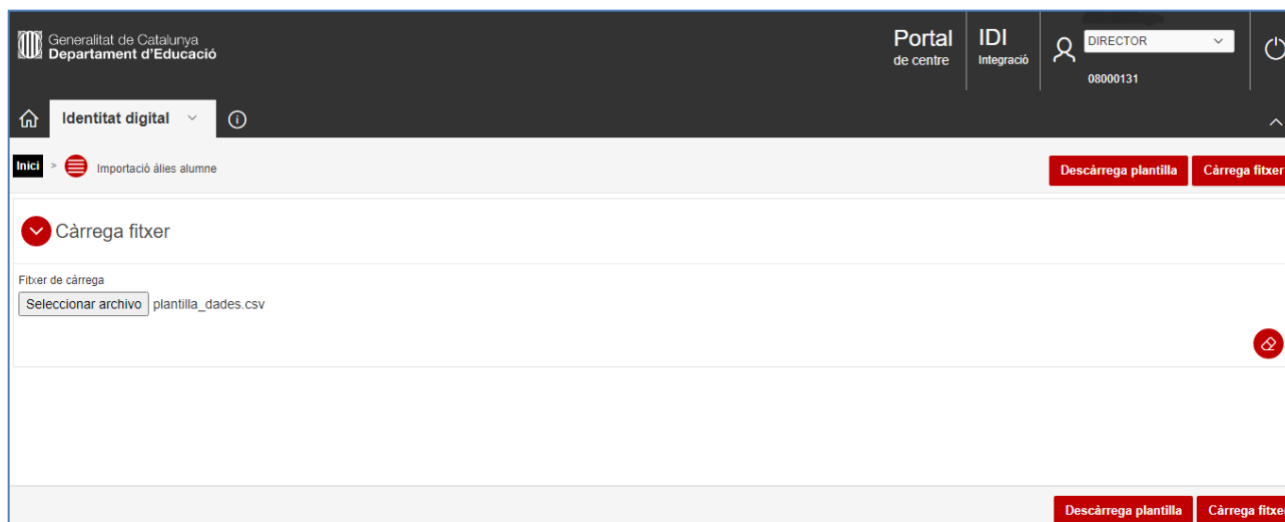 Generalitat de Catalunya
Departament d'Educació
Portal
de centre
IDI
Integració
DIRECTOR
08000131
Identitat digital
Inici > Importació àlies alumne
Descàrrega plantilla
Càrrega fitxer
Càrrega fitxer
Fitxer de càrrega
Seleccionar archivo plantilla_dades.csv
Descàrrega plantilla
Càrrega fitxer